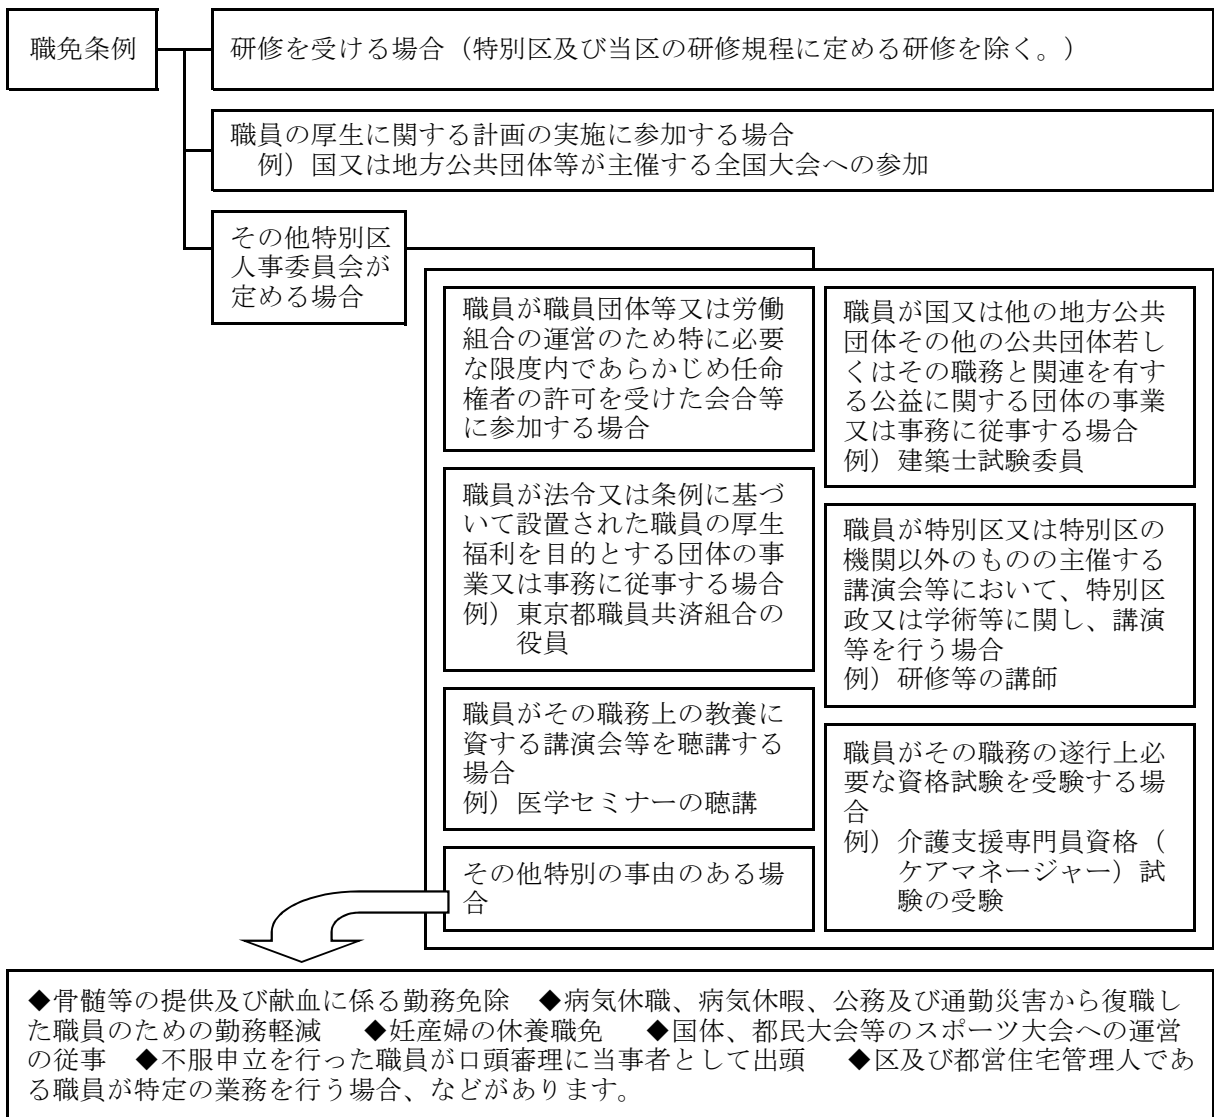 職免条例
研修を受ける場合（特別区及び当区の研修規程に定める研修を除く。）
職員の厚生に関する計画の実施に参加する場合
例）国又は地方公共団体等が主催する全国大会への参加
その他特別区
人事委員会が
定める場合
職員が職員団体等又は労働
組合の運営のため特に必要
な限度内であらかじめ任命
権者の許可を受けた会合等
に参加する場合
職員が法令又は条例に基づ
いて設置された職員の厚生
福利を目的とする団体の事
業又は事務に従事する場合
例）東京都職員共済組合の
役員
職員がその職務上の教養に
資する講演会等を聴講する
場合
例）医学セミナーの聴講
その他特別の事由のある場
合
職員が国又は他の地方公共
団体その他の公共団体若し
くはその職務と関連を有す
る公益に関する団体の事業
又は事務に従事する場合
例）建築士試験委員
職員が特別区又は特別区の
機関以外のものの主催する
講演会等において、特別区
政又は学術等に関し、講演
等を行う場合
例）研修等の講師
職員がその職務の遂行上必
要な資格試験を受験する場
合
例）介護支援専門員資格（
ケアマネージャー）試
験の受験
◆骨髄等の提供及び献血に係る勤務免除　◆病気休職、病気休暇、公務及び通勤災害から復職し
た職員のための勤務軽減　◆妊産婦の休養職免　◆国体、都民大会等のスポーツ大会への運営
の従事　◆不服申立を行った職員が口頭審理に当事者として出頭　◆区及び都営住宅管理人であ
る職員が特定の業務を行う場合、などがあります。